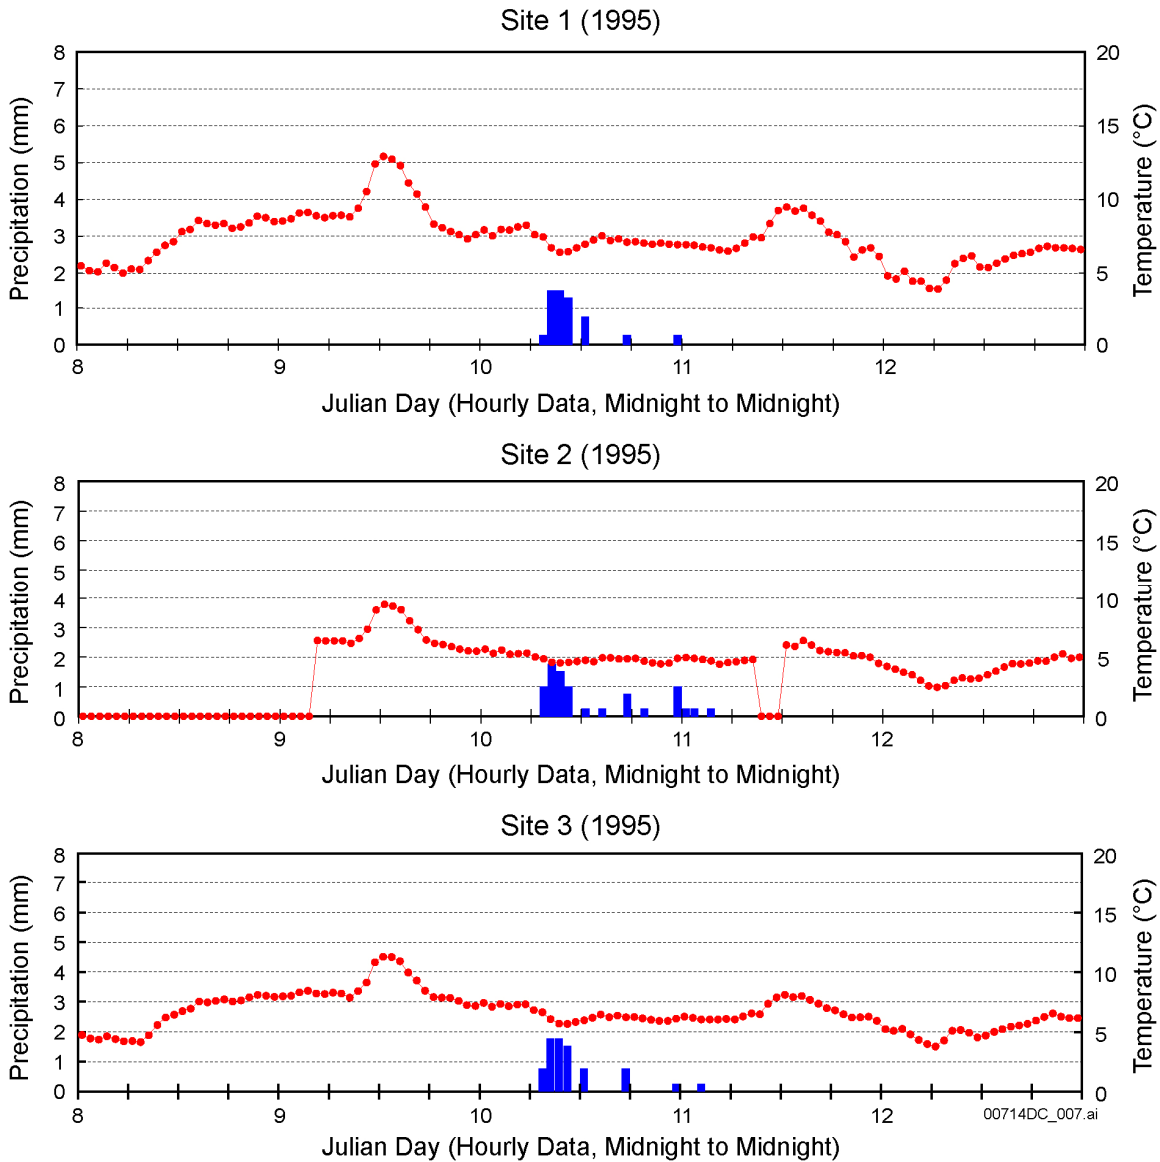 Site 1 (1995)
8 20
7
6 15
5
4 10
3
2 5
1
0 0
Precipitation (mm)
Temperature (°C)
8 9 10 11 12
Julian Day (Hourly Data, Midnight to Midnight)
Site 2 (1995)
8 20
7
6 15
5
4 10
3
2 5
1
0 0
Precipitation (mm)
Temperature (°C)
8 9 10 11 12
Julian Day (Hourly Data, Midnight to Midnight)
Site 3 (1995)
8 20
7
6 15
5
4 10
3
2 5
1
0 0
Precipitation (mm)
Temperature (°C)
8 9 10 11 12
00714DC_007.ai
Julian Day (Hourly Data, Midnight to Midnight)